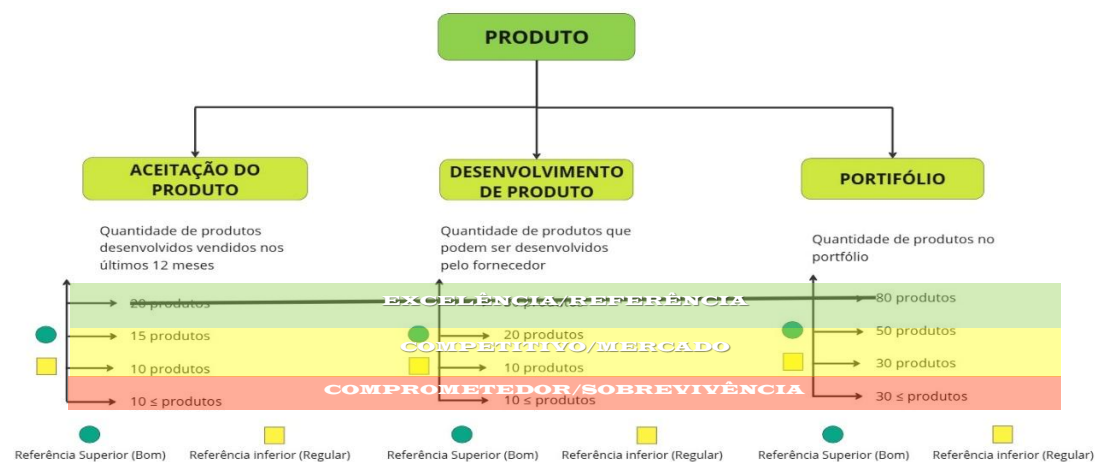 PRODUTO
ACEITAÇÃO DO
PRODUTO
Quantidade de produtos
desenvolvidos vendidos nos
últimos 12 meses
20 produtos
15 produtos
10 produtos
10 ≤ produtos
DESENVOLVIMENTO
DE PRODUTO
Quantidade de produtos que
podem ser desenvolvidos
pelo fornecedor
produtos
20 produtos
10 produtos
10 ≤ produtos
PORTIFÓLIO
Quantidade de produtos no
portfólio
80 produtos
50 produtos
30 produtos
30 ≤ produtos
EXCELÊNCIA/REFERÊNCIA
COMPETITIVO/MERCADO
COMPROMETEDOR/SOBREVIVÊNCIA
Referência Superior (Bom)
Referência inferior (Regular)
Referência Superior (Bom)
Referência inferior (Regular)
Referência Superior (Bom)
Referência inferior (Regular)